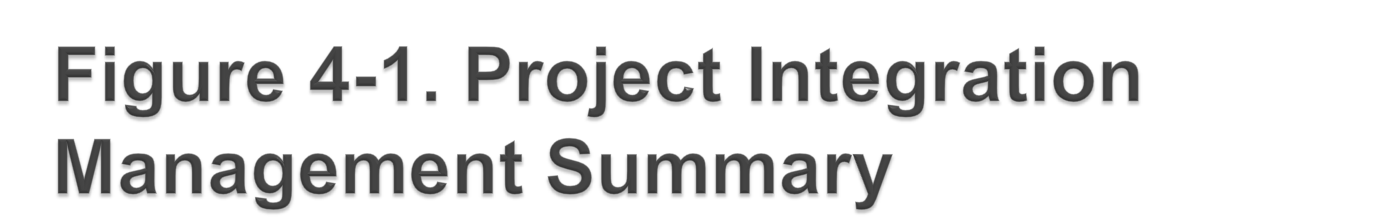 Figure 4-1. Project Integration
Management Summary